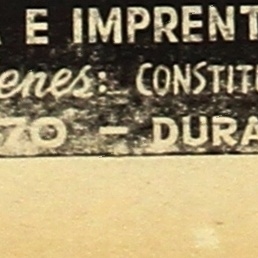 E IMPRENT
enes: CONSTITU
70 - DURA